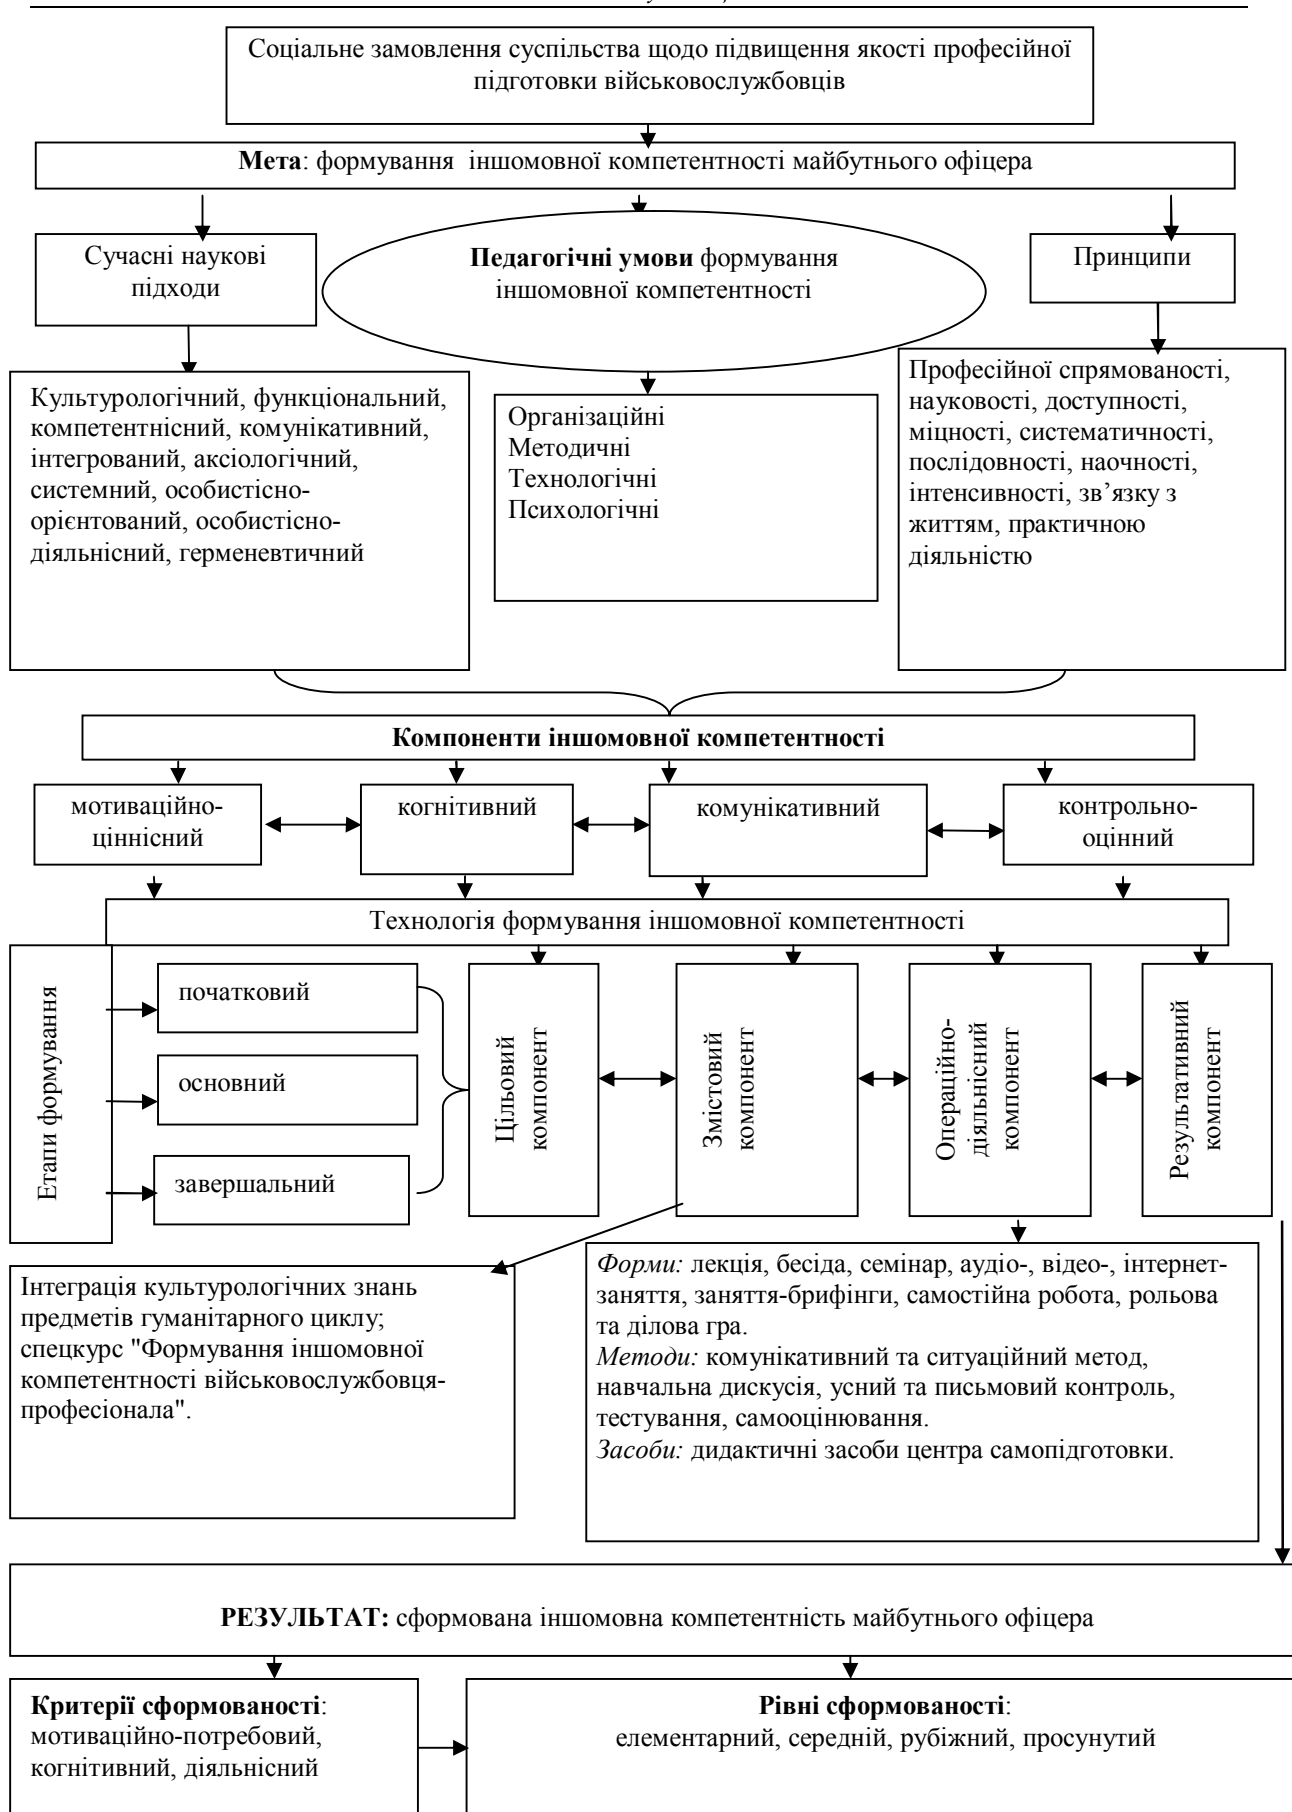 Соціальне замовлення суспільства щодо підвищення якості професійної
підготовки військовослужбовців
Мета: формування іншомовної компетентності майбутнього офіцера
Сучасні наукові
підходи
Педагогічні умови формування
іншомовної компетентності
Принципи
Культурологічний, функціональний,
компетентнісний, комунікативний,
інтегрований, аксіологічний,
системний, особистісно-
орієнтований, особистісно-
діяльнісний, герменевтичний
Організаційні
Методичні
Технологічні
Психологічні
Професійної спрямованості,
науковості, доступності,
міцності, систематичності,
послідовності, наочності,
інтенсивності, зв’язку з
життям, практичною
діяльністю
Компоненти іншомовної компетентності
мотиваційно-
ціннісний
когнітивний
комунікативний
контрольно-
оцінний
Технологія формування іншомовної компетентності
Етапи формування
початковий
основний
завершальний
Цільовий
компонент
Змістовий
компонент
Операційно-
діяльнісний
компонент
Результативний
компонент
Інтеграція культурологічних знань
предметів гуманітарного циклу;
спецкурс "Формування іншомовної
компетентності військовослужбовця-
професіонала".
Форми: лекція, бесіда, семінар, аудіо-, відео-, інтернет-
заняття, заняття-брифінги, самостійна робота, рольова
та ділова гра.
Методи: комунікативний та ситуаційний метод,
навчальна дискусія, усний та письмовий контроль,
тестування, самооцінювання.
Засоби: дидактичні засоби центра самопідготовки.
РЕЗУЛЬТАТ: сформована іншомовна компетентність майбутнього офіцера
Критерії сформованості:
мотиваційно-потребовий,
когнітивний, діяльнісний
Рівні сформованості:
елементарний, середній, рубіжний, просунутий